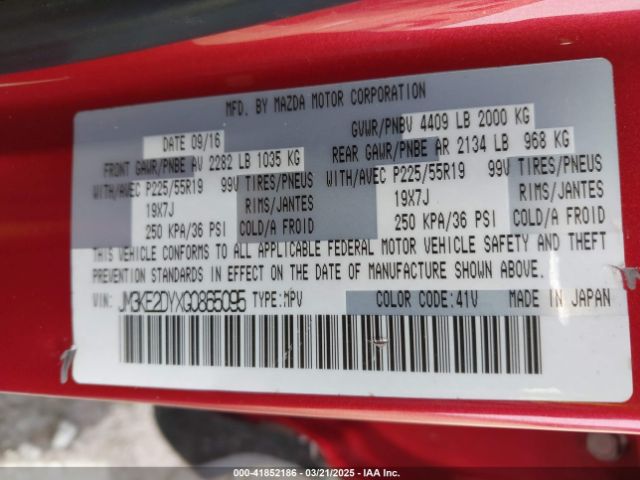 MFD. BY MAZDA MOTOR CORPORATION
DATE 09/16 GVWR/PNBV 4409 LB 2000 KG
FRONT GAWR/PNBE AV 2282 LB 1035 KG REAR GAWR/PNBE AR 2134 LB 968 KG
WITH/AVEC P225/55R19 99V TIRES/PNEUS WITH/AVEC P225/55R19 99V TIRES/PNEUS
19X7J RIMS/JANTES 19X7J RIMS/JANTES
250 KPA/36 PSI COLD/A FROID 250 KPA/36 PSI COLD/A FROID
THIS VEHICLE CONFORMS TO ALL APPLICABLE FEDERAL MOTOR VEHICLE SAFETY AND THEFT
PREVENTION STANDARDS IN EFFECT ON THE DATE OF MANUFACTURE SHOWN ABOVE.
VIN: JM3KE2DYXG0865095 TYPE:MPV COLOR CODE:41V MADE IN JAPAN
000-41852186 - 03/21/2025 - IAA Inc.